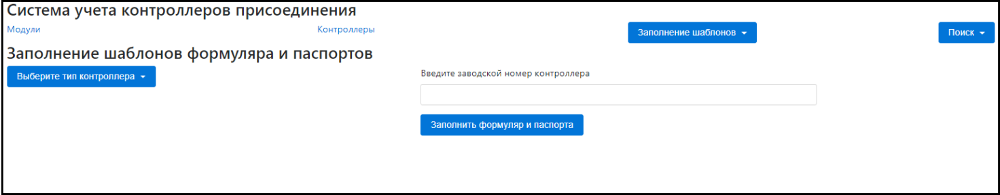 Система учета контроллеров присоединения
Модули
Контроллеры
Заполнение шаблонов
Поиск
Заполнение шаблонов формуляра и паспортов
Выберите тип контроллера
Введите заводской номер контроллера
Заполнить формуляр и паспорта